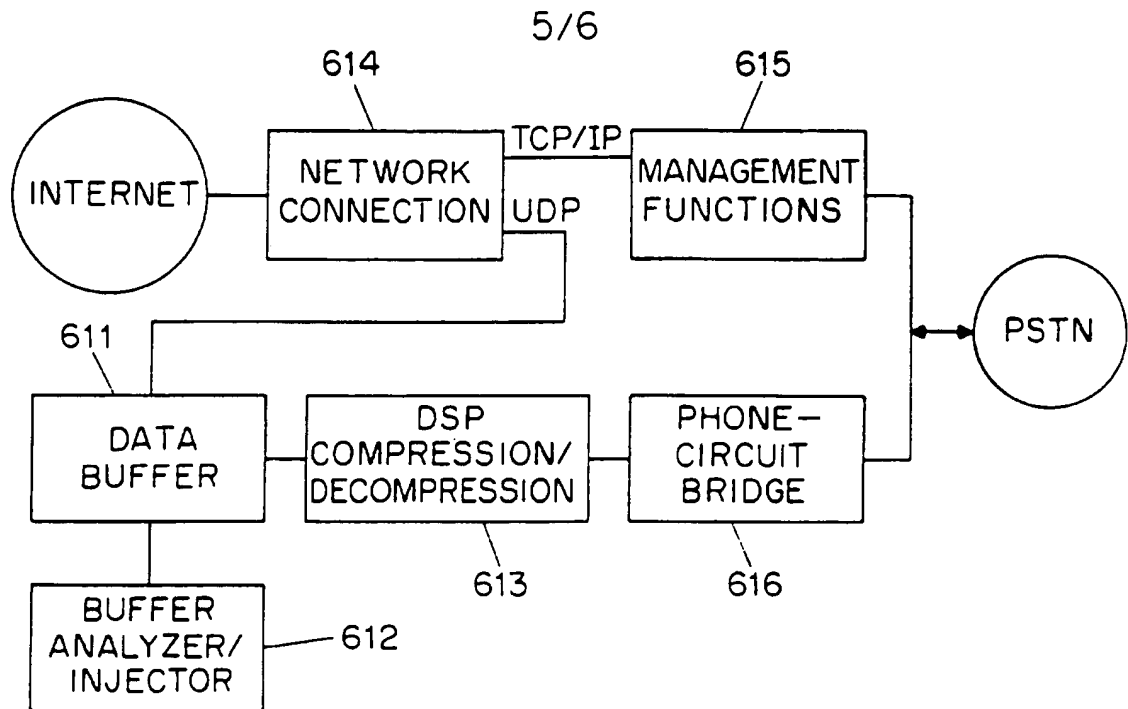 5/6
614
615
INTERNET
NETWORK
CONNECTION
TCP/IP
UDP
MANAGEMENT
FUNCTIONS
PSTN
611
DATA
BUFFER
DSP
COMPRESSION/
DECOMPRESSION
PHONE-
CIRCUIT
BRIDGE
613
616
BUFFER
ANALYZER/
INJECTOR
612